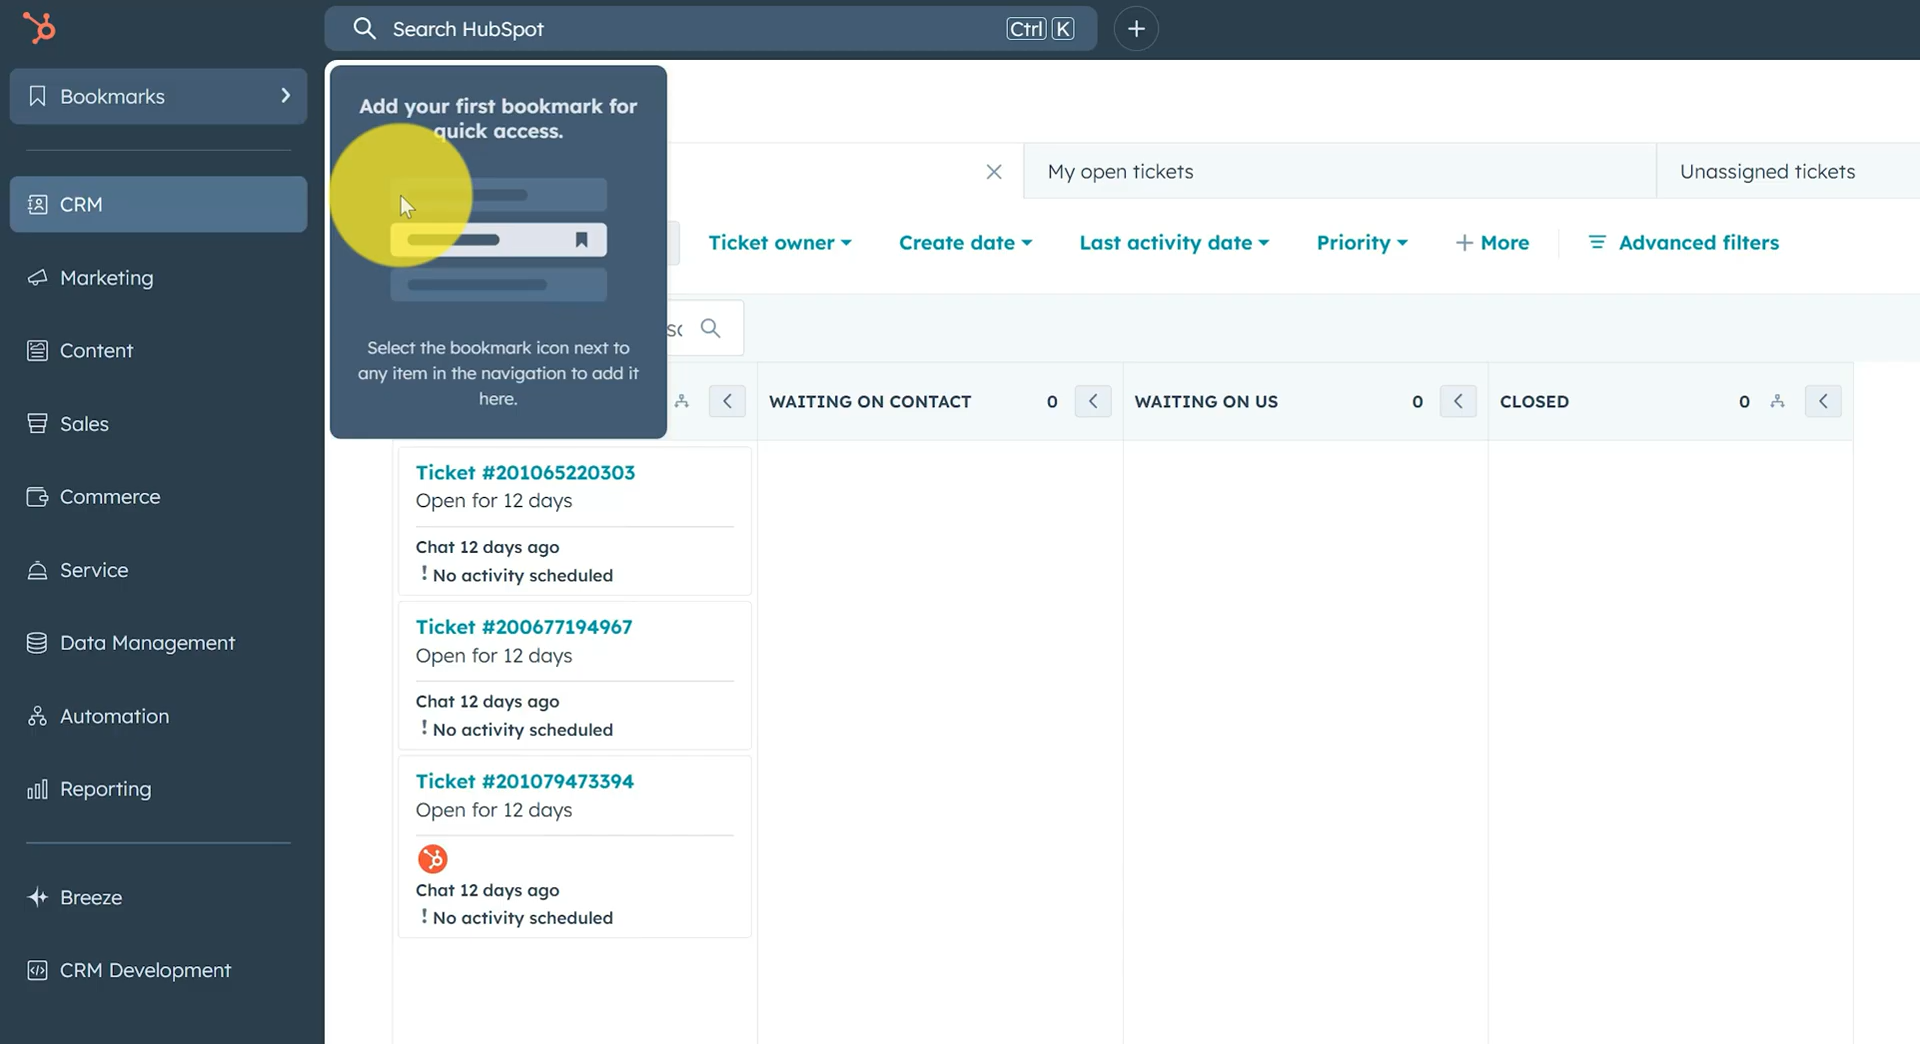 Search HubSpot
Ctrl K
Bookmarks
CRM
Marketing
Content
Sales
Commerce
Service
Data Management
Automation
Reporting
Breeze
CRM Development
Add your first bookmark for
quick access.
Select the bookmark icon next to
any item in the navigation to add it
here.
My open tickets
Unassigned tickets
Ticket owner
Create date
Last activity date
Priority
+ More
Advanced filters
WAITING ON CONTACT 0
WAITING ON US 0
CLOSED 0
Ticket #201065220303
Open for 12 days
Chat 12 days ago
! No activity scheduled
Ticket #200677194967
Open for 12 days
Chat 12 days ago
! No activity scheduled
Ticket #201079473394
Open for 12 days
Chat 12 days ago
! No activity scheduled